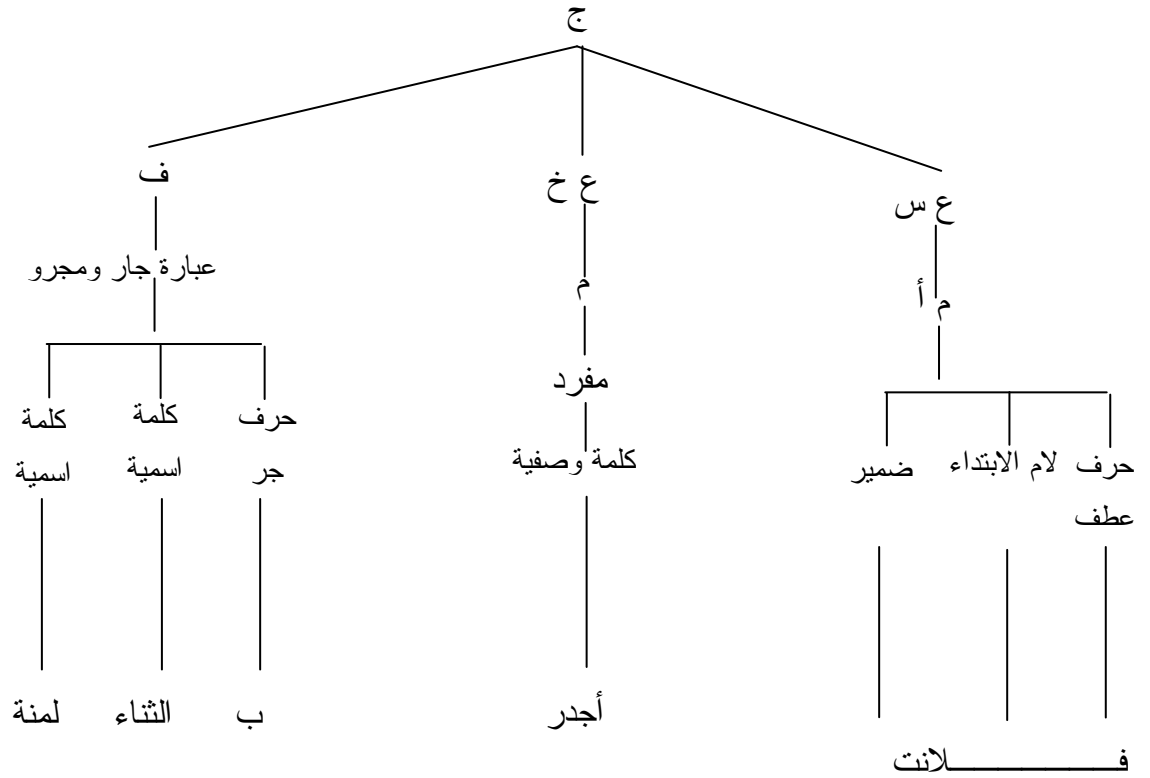 ج
ع س
ع خ
ف
م أ
م
عبارة جار ومجرو
مفرد
حرف عطف
لام الابتداء
ضمير
كلمة وصفية
حرف جر
كلمة اسمية
كلمة اسمية
فــــــــــــلانت
أجدر
ب
الثناء
لمنة